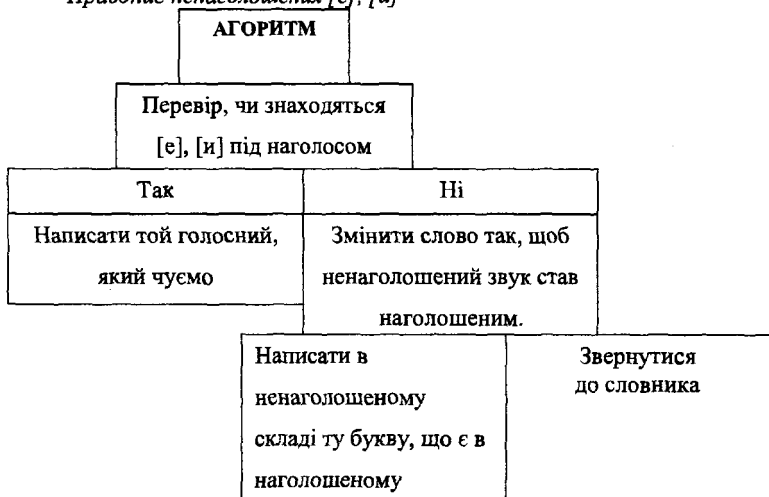 Правопис ненаголошених [е], [и]
АГОРИТМ
Перевір, чи знаходяться
[е], [и] під наголосом
Так
Ні
Написати той голосний,
який чуємо
Змінити слово так, щоб
ненаголошений звук став
наголошеним.
Написати в
ненаголошеному
складі ту букву, що є в
наголошеному
Звернутися
до словника